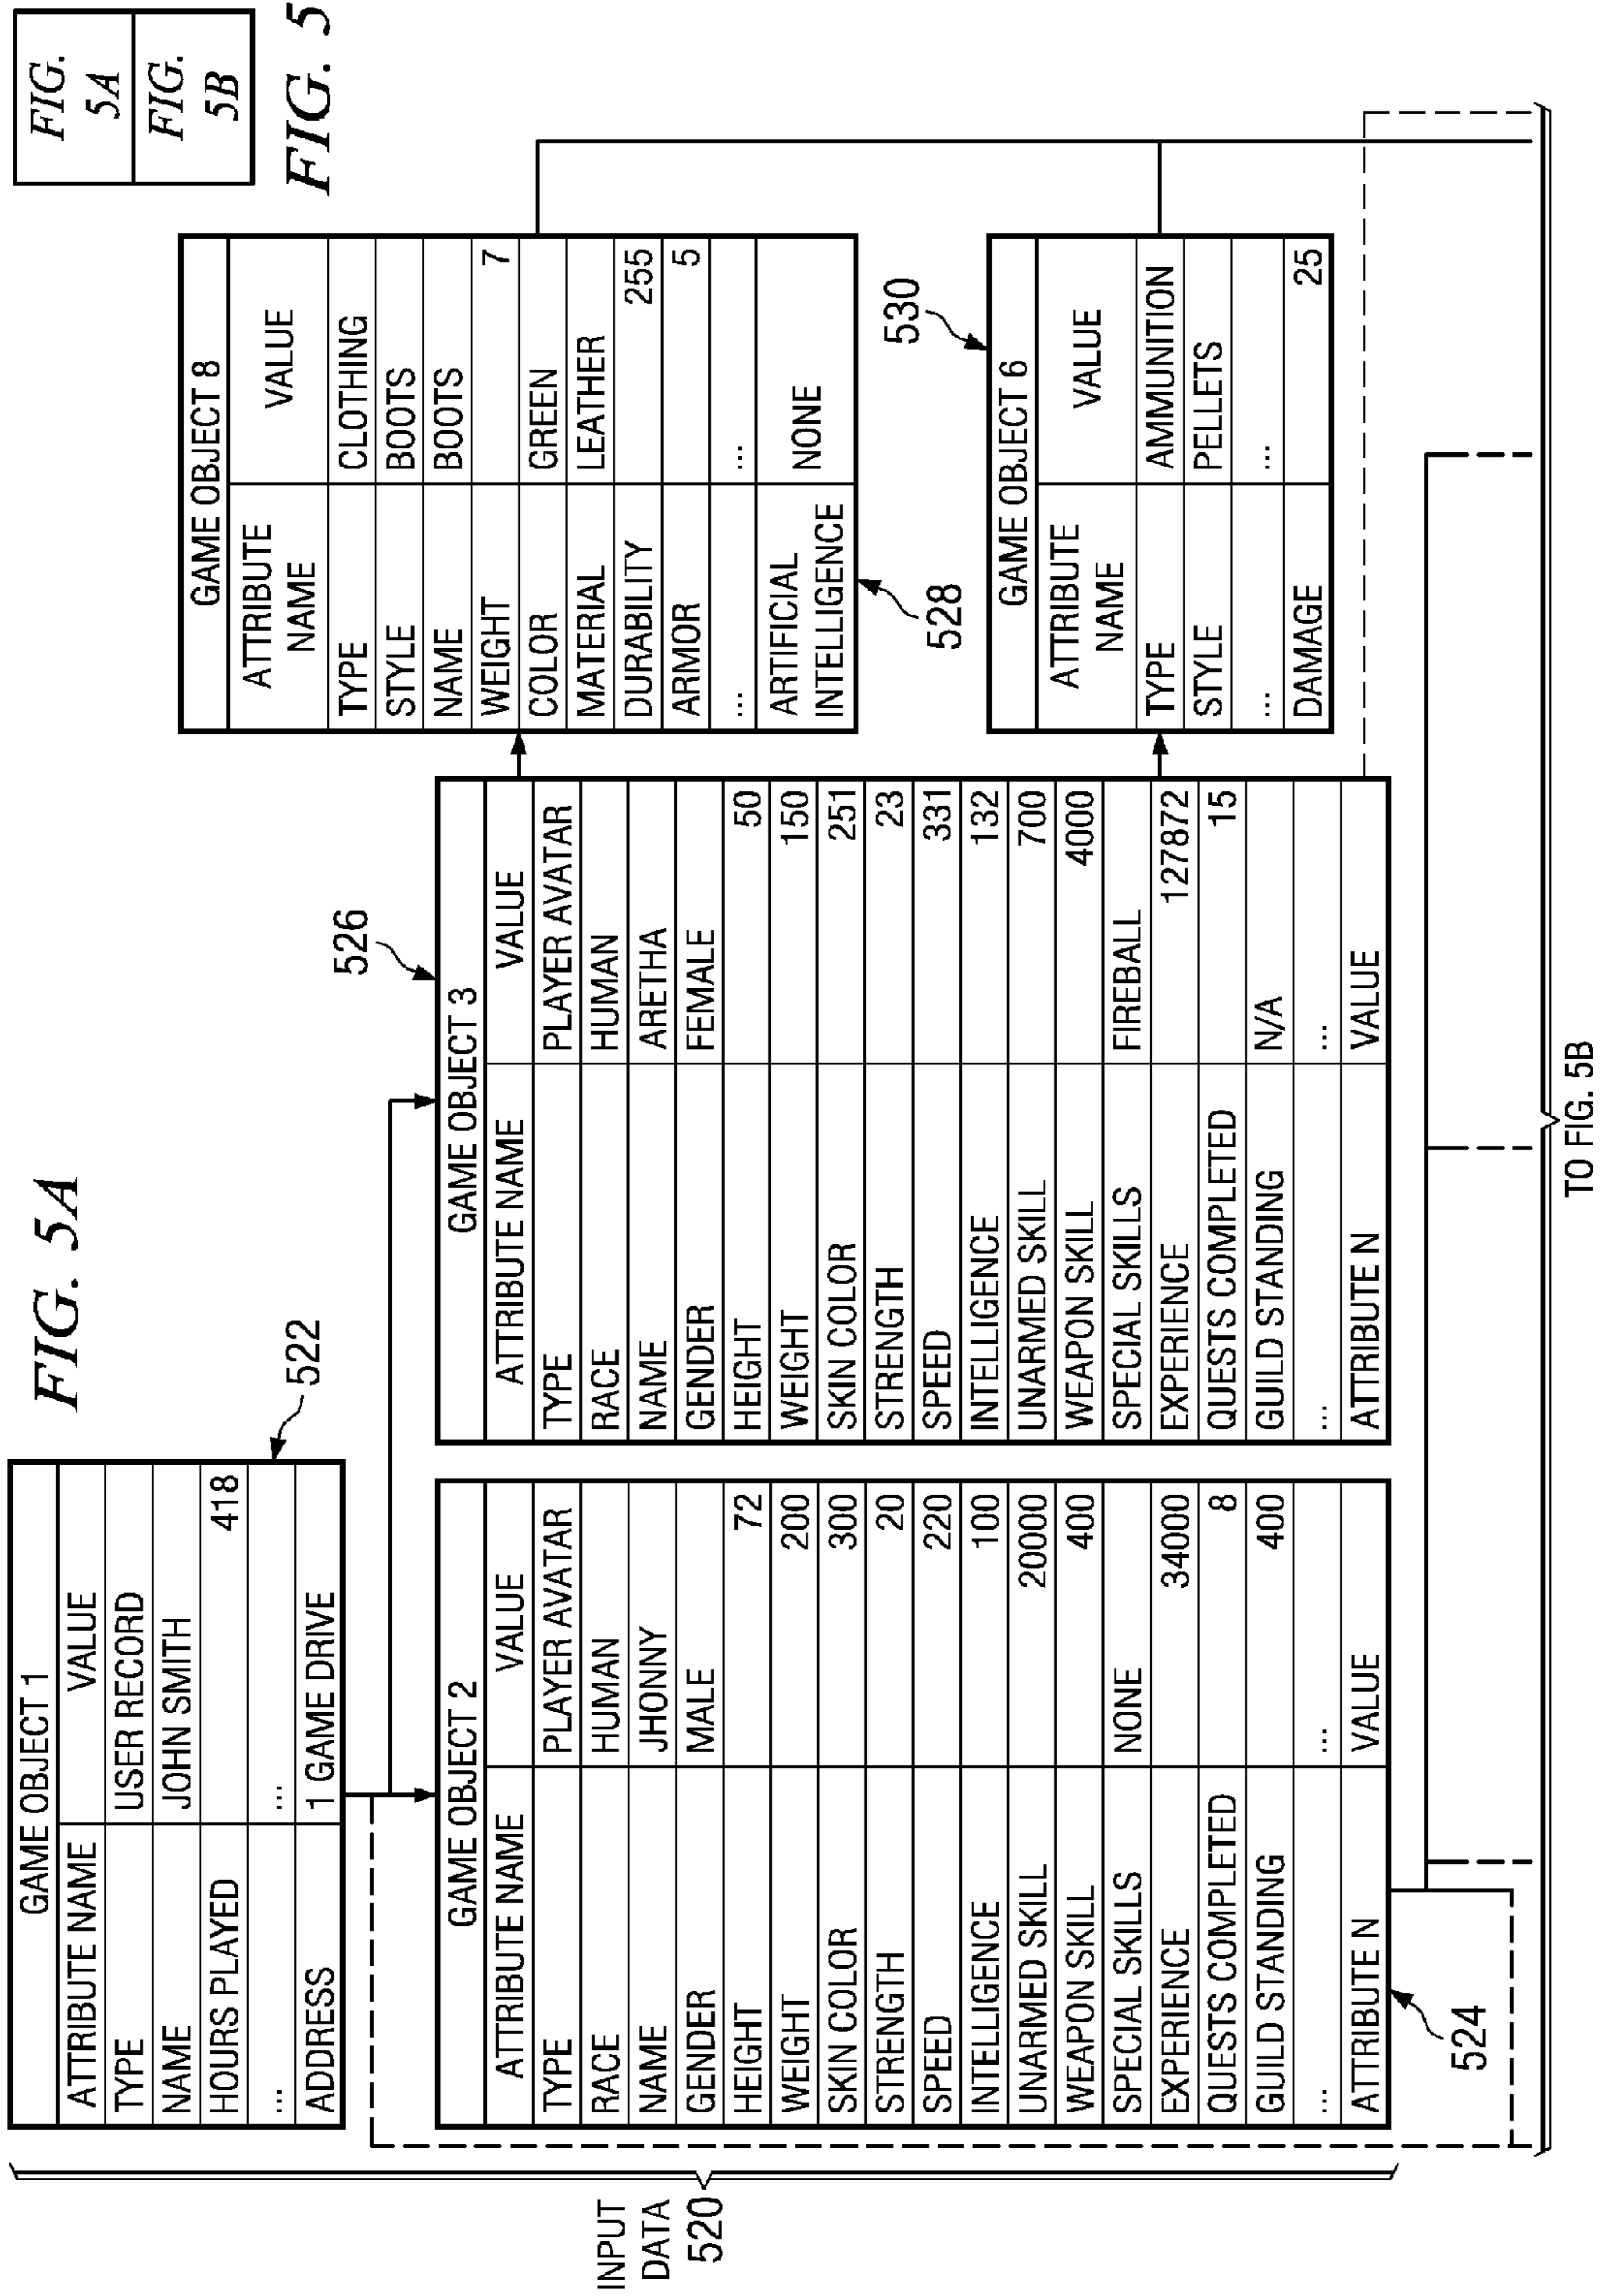 FIG. 5A
FIG. 5A
FIG. 5B
FIG. 5
GAME OBJECT 1
ATTRIBUTE NAME VALUE
TYPE USER RECORD
NAME JOHN SMITH
HOURS PLAYED 418
... ...
ADDRESS 1 GAME DRIVE
522
INPUT DATA 520
GAME OBJECT 2
ATTRIBUTE NAME VALUE
TYPE PLAYER AVATAR
RACE HUMAN
NAME JHONNY
GENDER MALE
HEIGHT 72
WEIGHT 200
SKIN COLOR 300
STRENGTH 20
SPEED 220
INTELLIGENCE 100
UNARMED SKILL 20000
WEAPON SKILL 400
SPECIAL SKILLS NONE
EXPERIENCE 34000
QUESTS COMPLETED 8
GUILD STANDING 400
... ...
ATTRIBUTE N VALUE
524
526
GAME OBJECT 3
ATTRIBUTE NAME VALUE
TYPE PLAYER AVATAR
RACE HUMAN
NAME ARETHA
GENDER FEMALE
HEIGHT 50
WEIGHT 150
SKIN COLOR 251
STRENGTH 23
SPEED 331
INTELLIGENCE 132
UNARMED SKILL 700
WEAPON SKILL 4000
SPECIAL SKILLS FIREBALL
EXPERIENCE 127872
QUESTS COMPLETED 15
GUILD STANDING N/A
... ...
ATTRIBUTE N VALUE
GAME OBJECT 8
ATTRIBUTE NAME VALUE
TYPE CLOTHING
STYLE BOOTS
NAME BOOTS
WEIGHT 7
COLOR GREEN
MATERIAL LEATHER
DURABILITY 255
ARMOR 5
... ...
ARTIFICIAL INTELLIGENCE NONE
528
530
GAME OBJECT 6
ATTRIBUTE NAME VALUE
TYPE AMMUNITION
STYLE PELLETS
... ...
DAMAGE 25
TO FIG. 5B